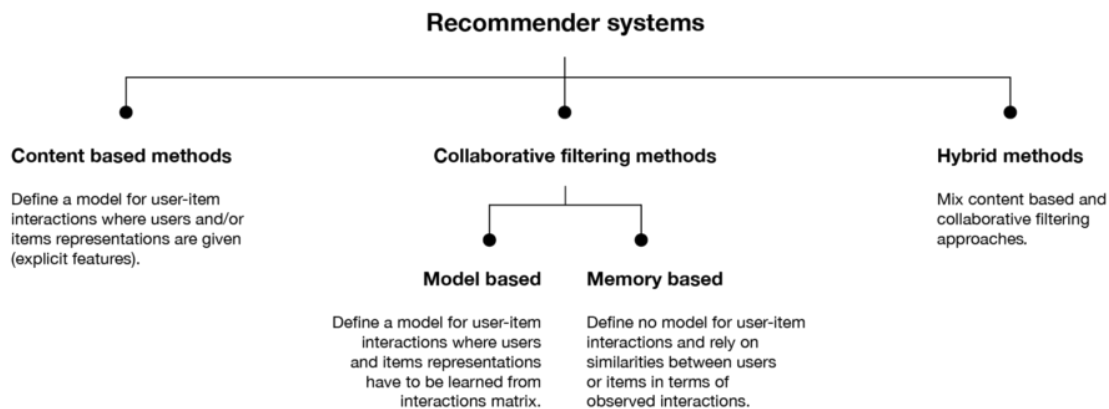 Recommender systems
Content based methods
Define a model for user-item
interactions where users and/or
items representations are given
(explicit features).
Collaborative filtering methods
Model based
Define a model for user-item
interactions where users
and items representations
have to be learned from
interactions matrix.
Memory based
Define no model for user-item
interactions and rely on
similarities between users
or items in terms of
observed interactions.
Hybrid methods
Mix content based and
collaborative filtering
approaches.